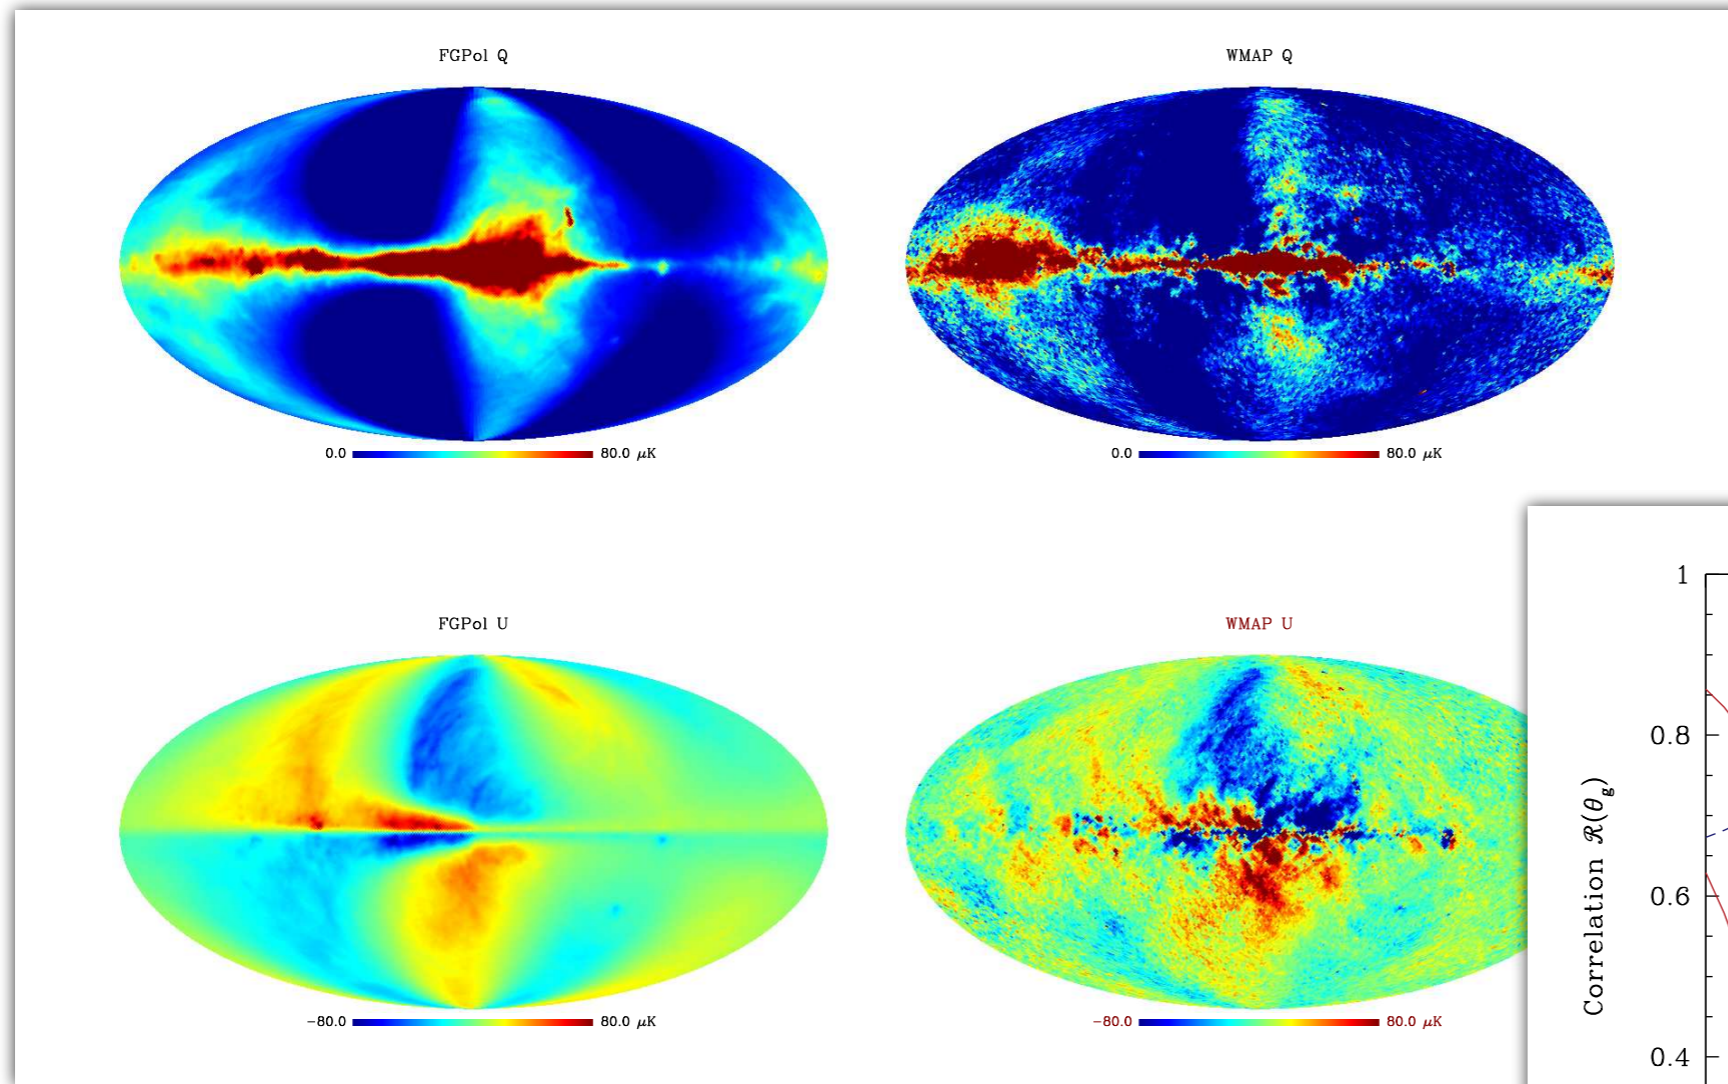 FGPol Q
WMAP Q
0.0 80.0 μK
0.0 80.0 μK
FGPol U
WMAP U
−80.0 80.0 μK
−80.0 80.0 μK
1
0.8
0.6
0.4
Correlation ℛ(θg)